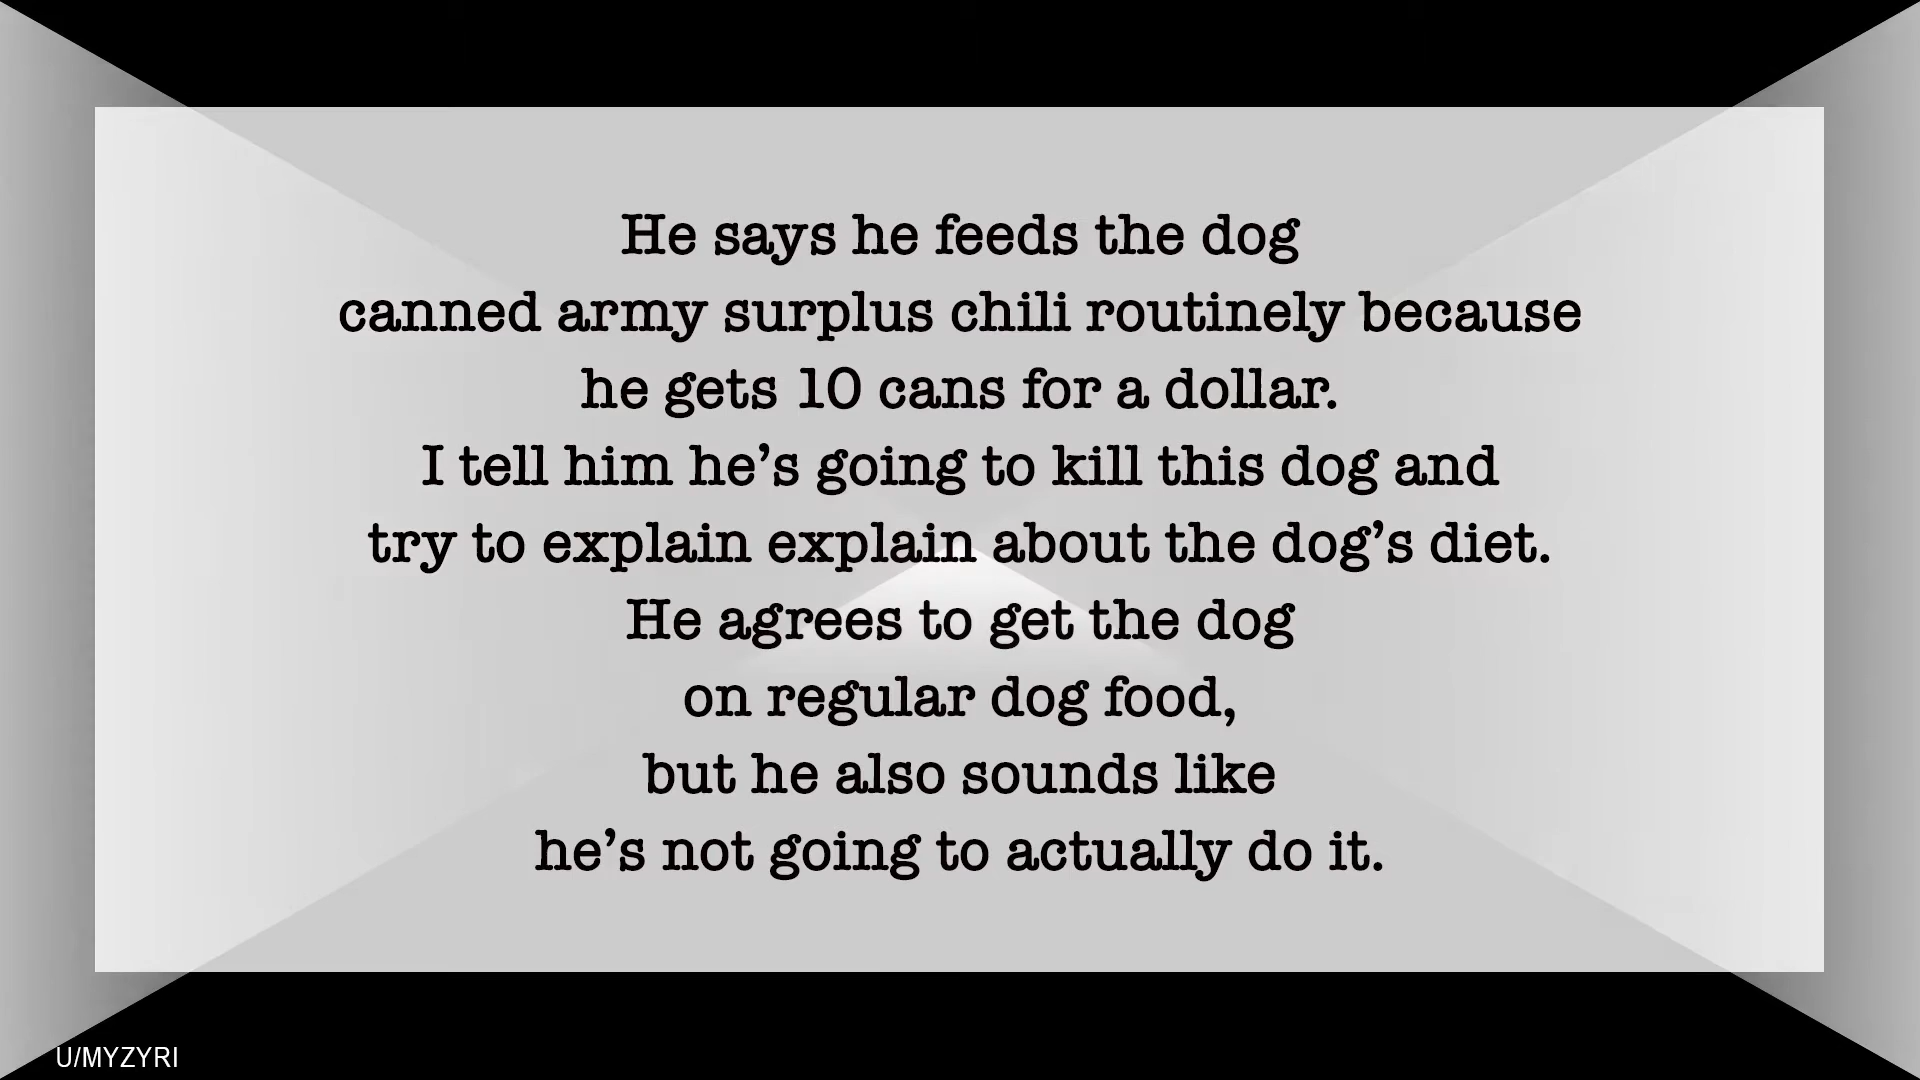 He says he feeds the dog
canned army surplus chili routinely because
he gets 10 cans for a dollar.
I tell him he’s going to kill this dog and
try to explain explain about the dog’s diet.
He agrees to get the dog
on regular dog food,
but he also sounds like
he’s not going to actually do it.
U/MYZYRI